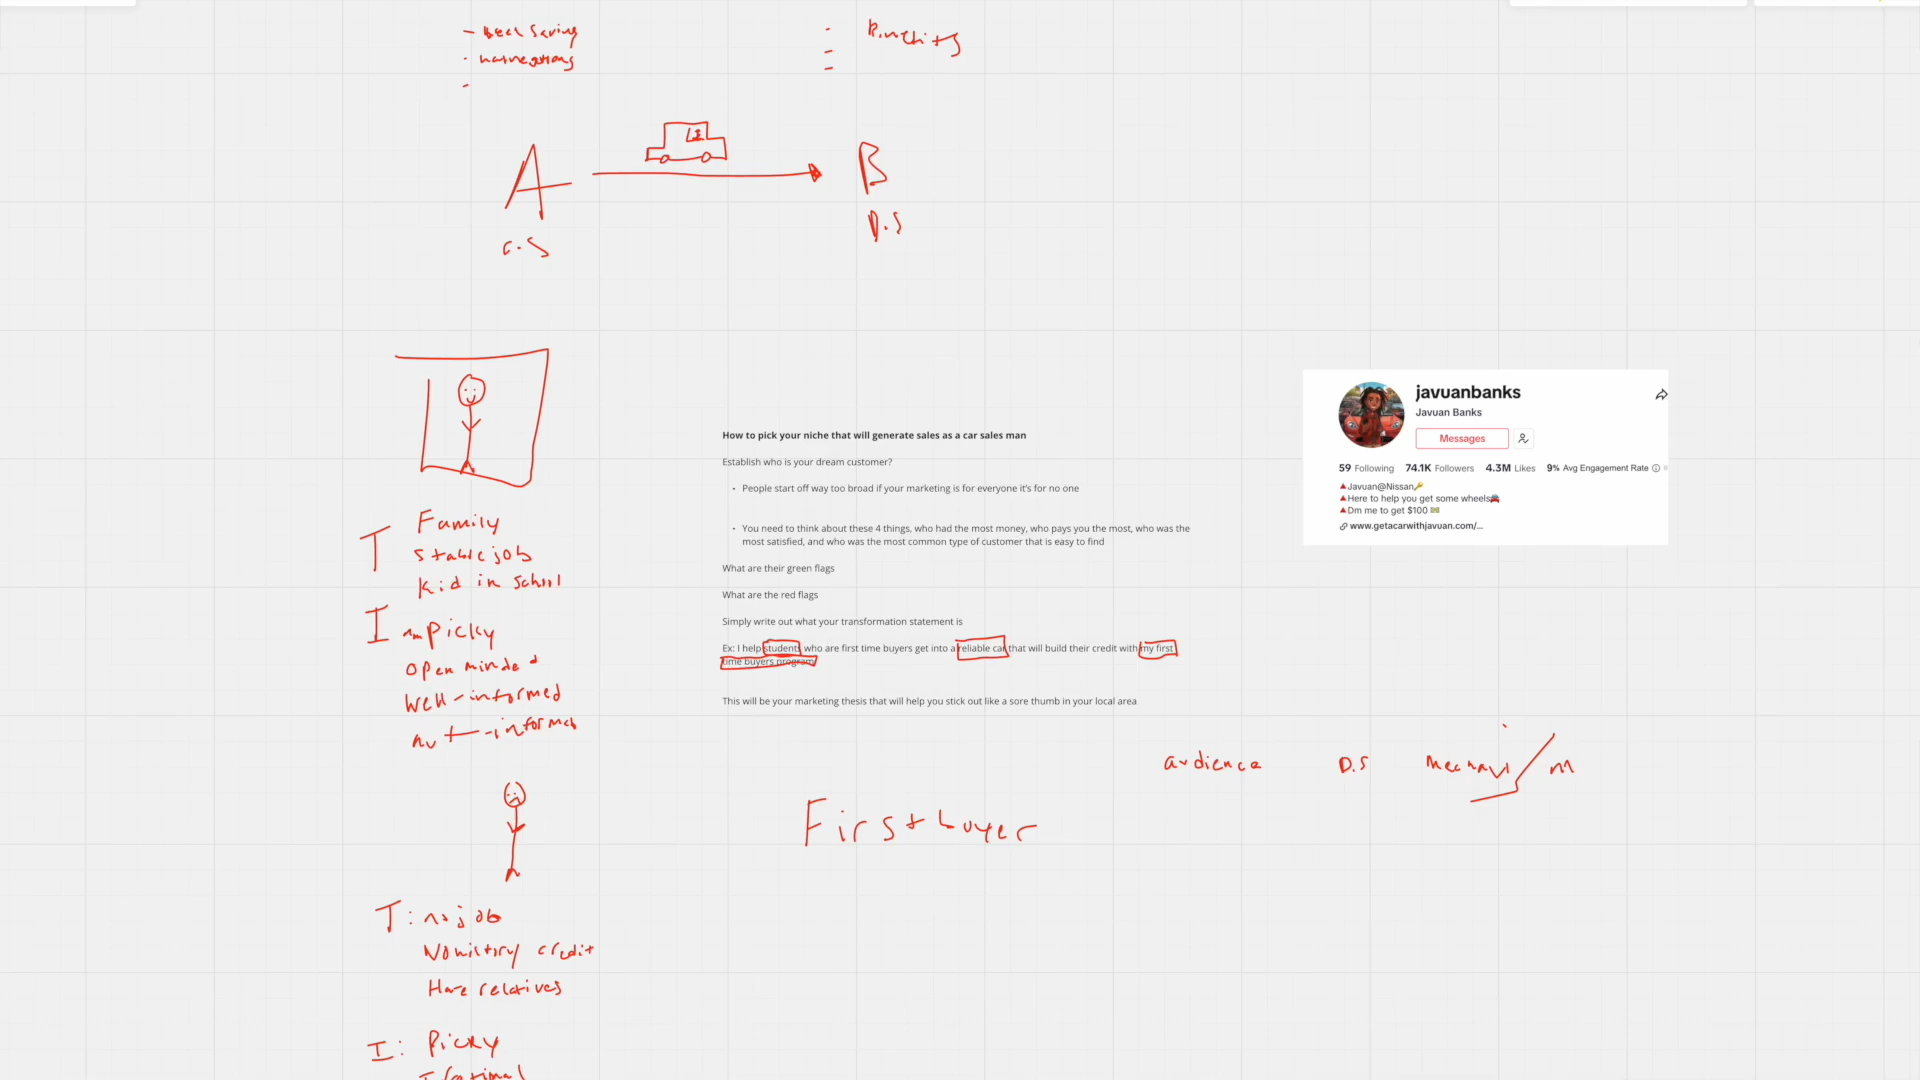 - Been saving
- 
Benefits
A
B
C.S
D.S
Family
T
stable job
Kid in school
I
Picky
Open minded
Well-informed
not-informed
How to pick your niche that will generate sales as a car sales man
Establish who is your dream customer?
• People start off way too broad if your marketing is for everyone it's for no one
• You need to think about these 4 things, who had the most money, who pays you the most, who was the
most satisfied, and who was the most common type of customer that is easy to find
What are their green flags
What are the red flags
Simply write out what your transformation statement is
Ex: I help students who are first time buyers get into a reliable car that will build their credit with my first
time buyers program
This will be your marketing thesis that will help you stick out like a sore thumb in your local area
javuanbanks
Javuan Banks
Messages
59 Following 74.1K Followers 4.3M Likes 9% Avg Engagement Rate
Javuan@Nissan🔑
Here to help you get some wheels🚘
Dm me to get $100 💵
www.getacarwithjavuan.com/...
audience D.S
First buyer
T: no job
credit
Have relatives
I: Picky